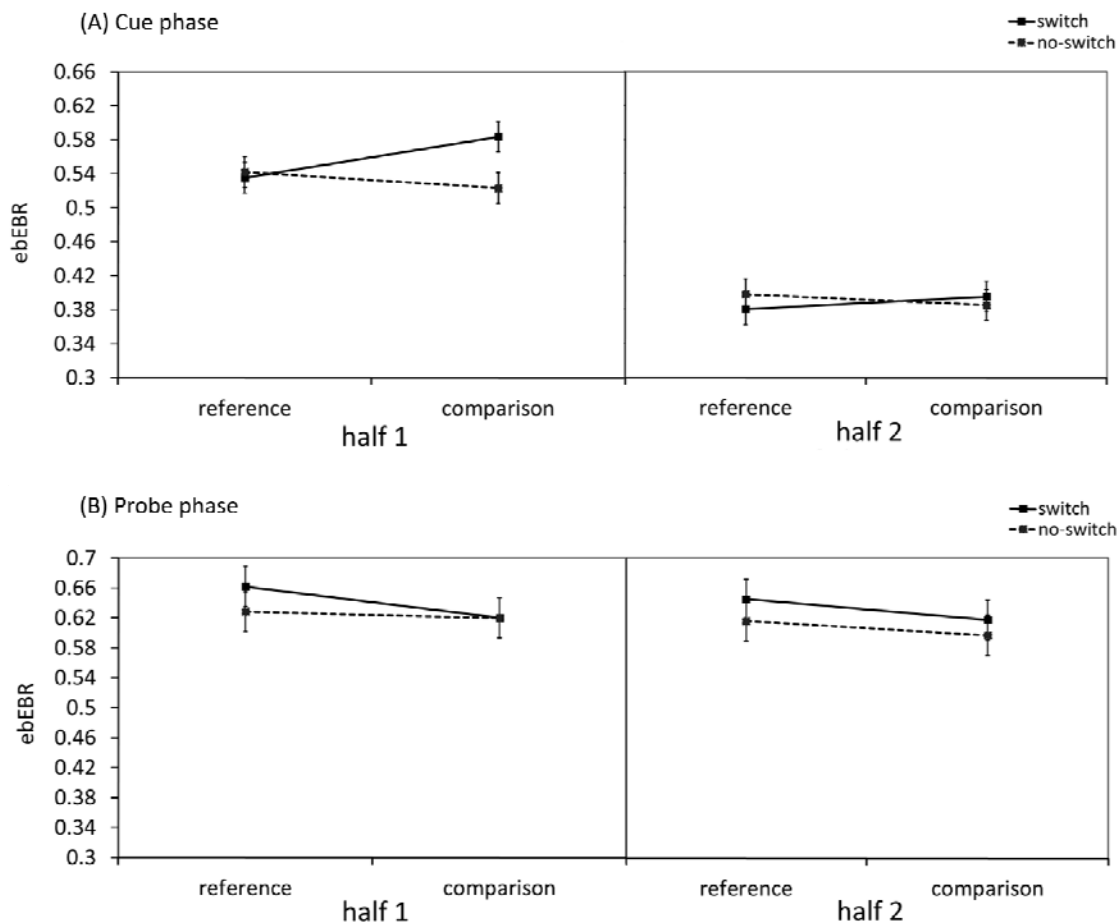 (A) Cue phase
switch
no-switch
0.66
0.62
0.58
0.54
0.5
0.46
0.42
0.38
0.34
0.3
ebEBR
reference
comparison
half 1
reference
comparison
half 2
(B) Probe phase
switch
no-switch
0.7
0.66
0.62
0.58
0.54
0.5
0.46
0.42
0.38
0.34
0.3
ebEBR
reference
comparison
half 1
reference
comparison
half 2